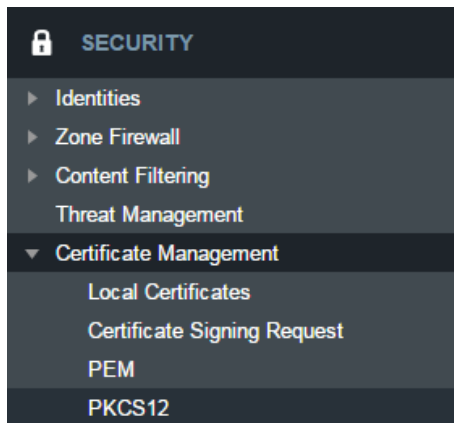 SECURITY
Identities
Zone Firewall
Content Filtering
Threat Management
Certificate Management
Local Certificates
Certificate Signing Request
PEM
PKCS12